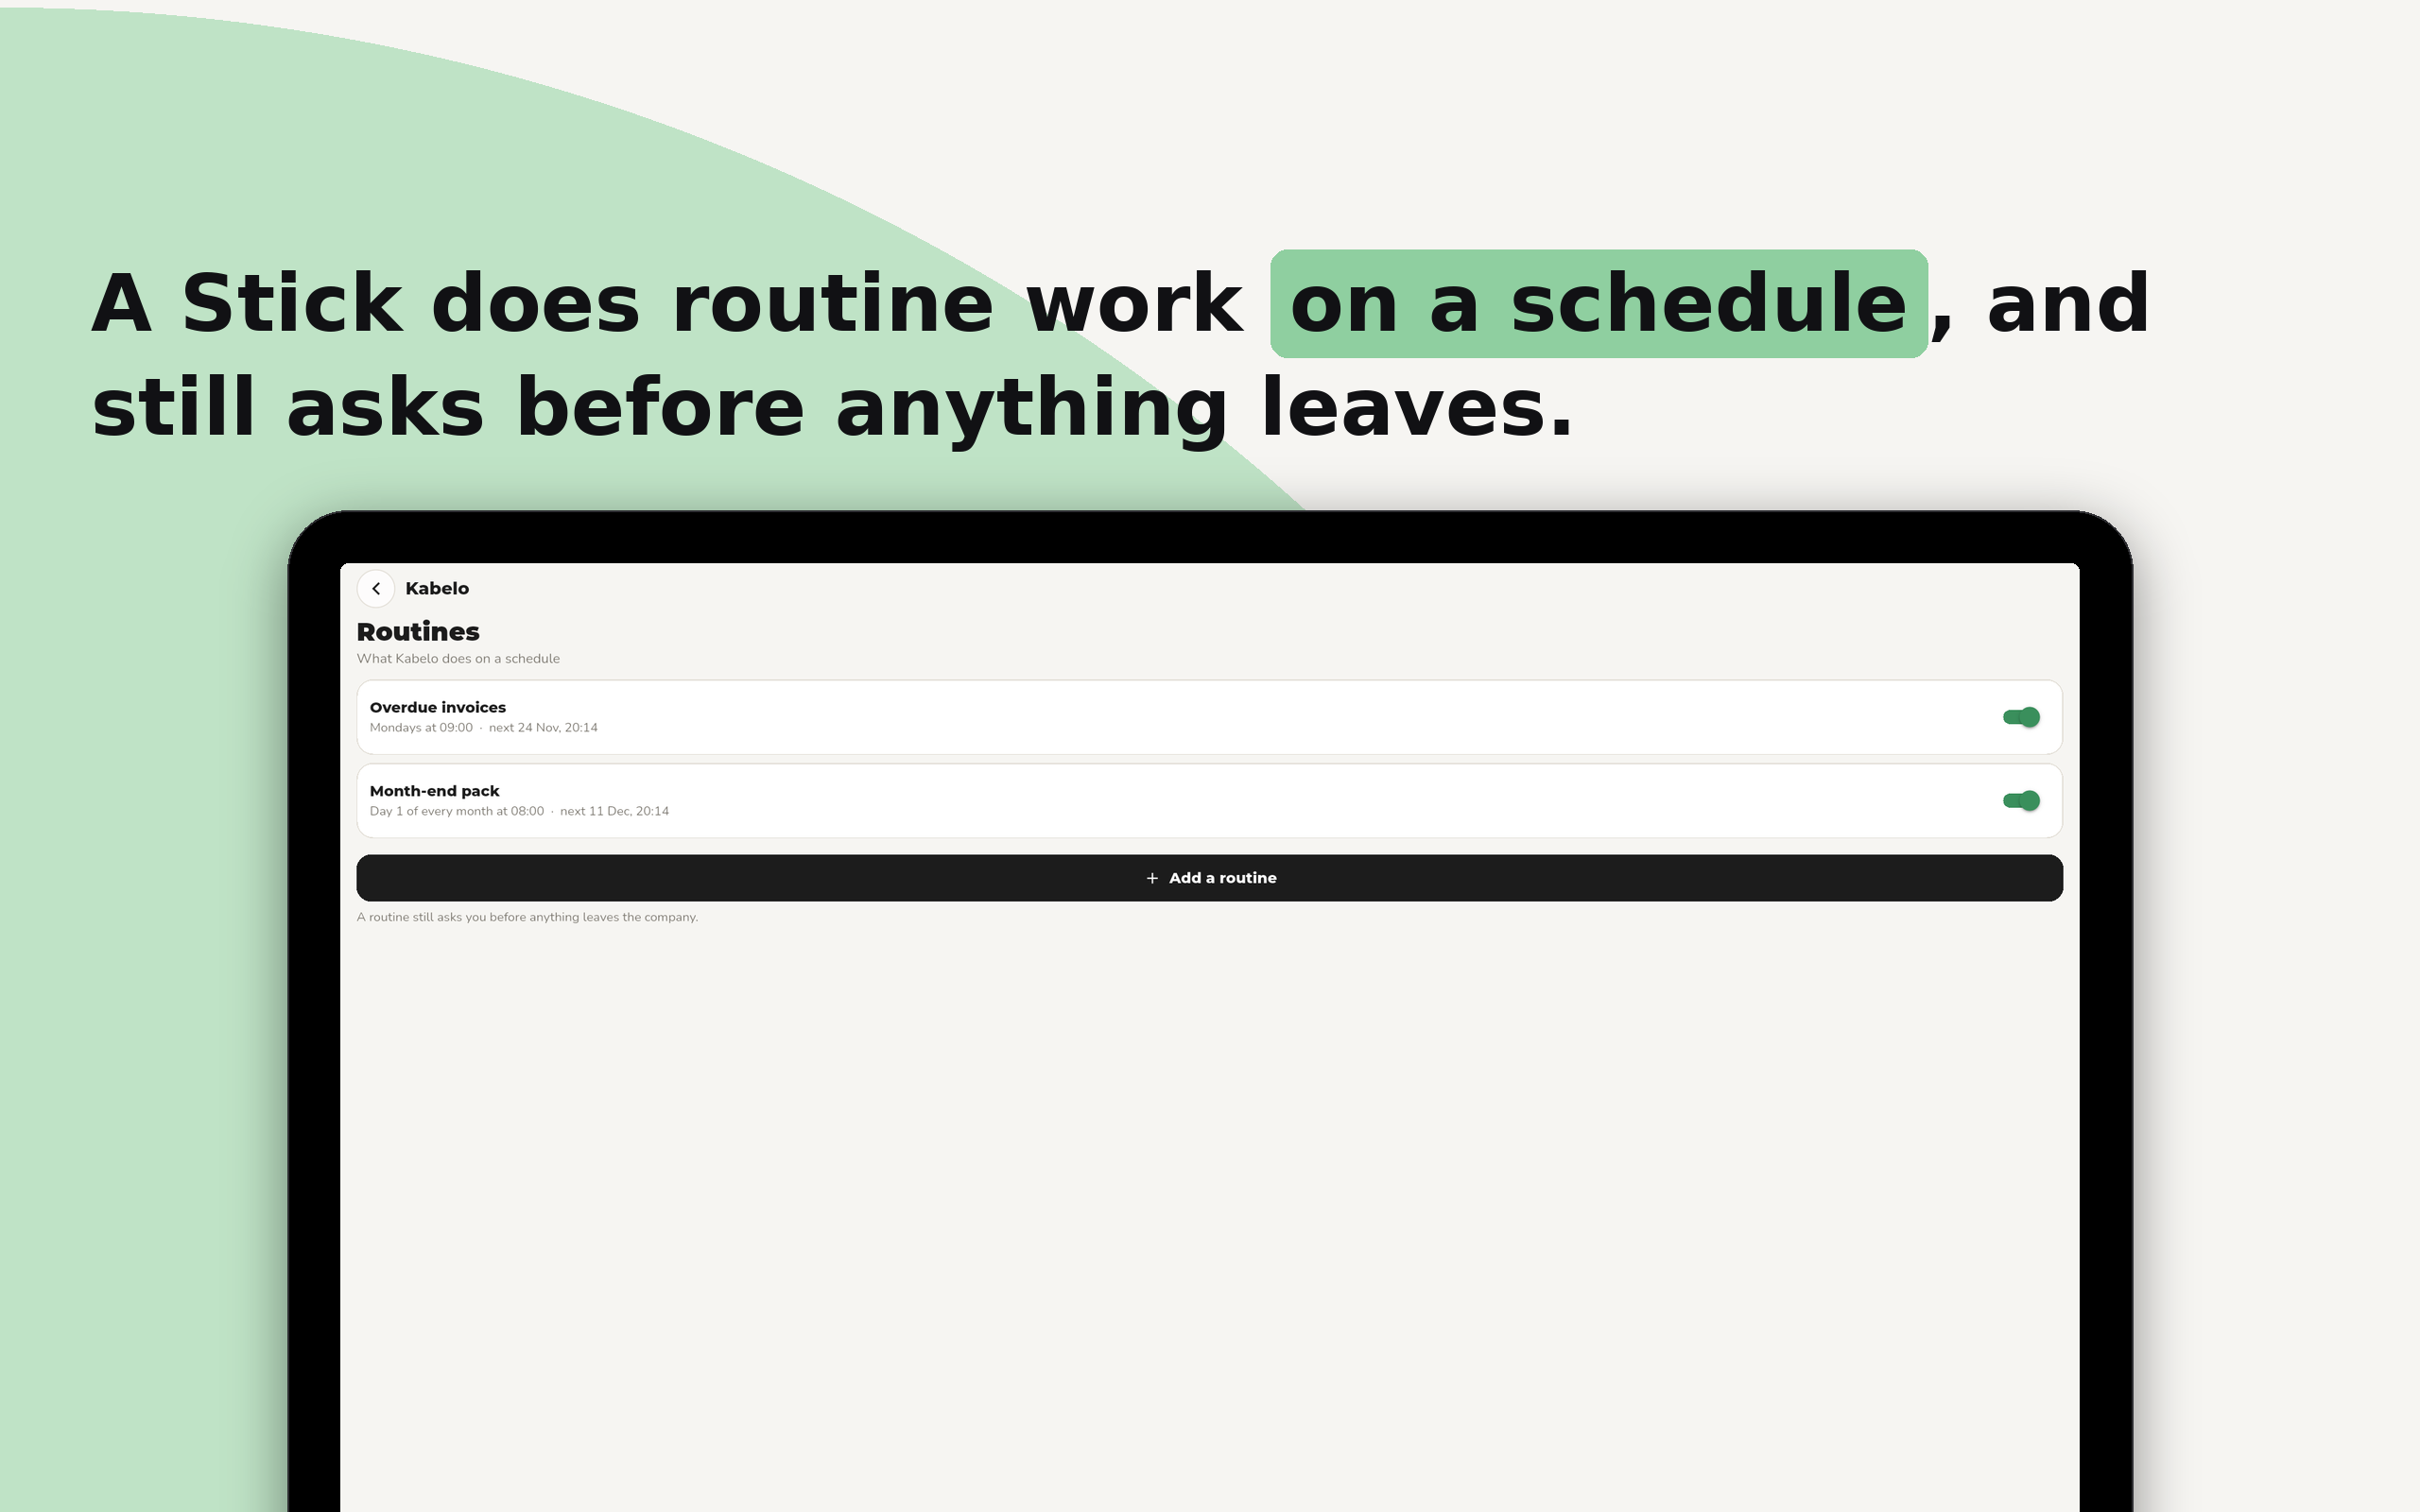 A Stick does routine work on a schedule, and
still asks before anything leaves.
Kabelo
Routines
What Kabelo does on a schedule
Overdue invoices
Mondays at 09:00 · next 24 Nov, 20:14
Month-end pack
Day 1 of every month at 08:00 · next 11 Dec, 20:14
+ Add a routine
A routine still asks you before anything leaves the company.